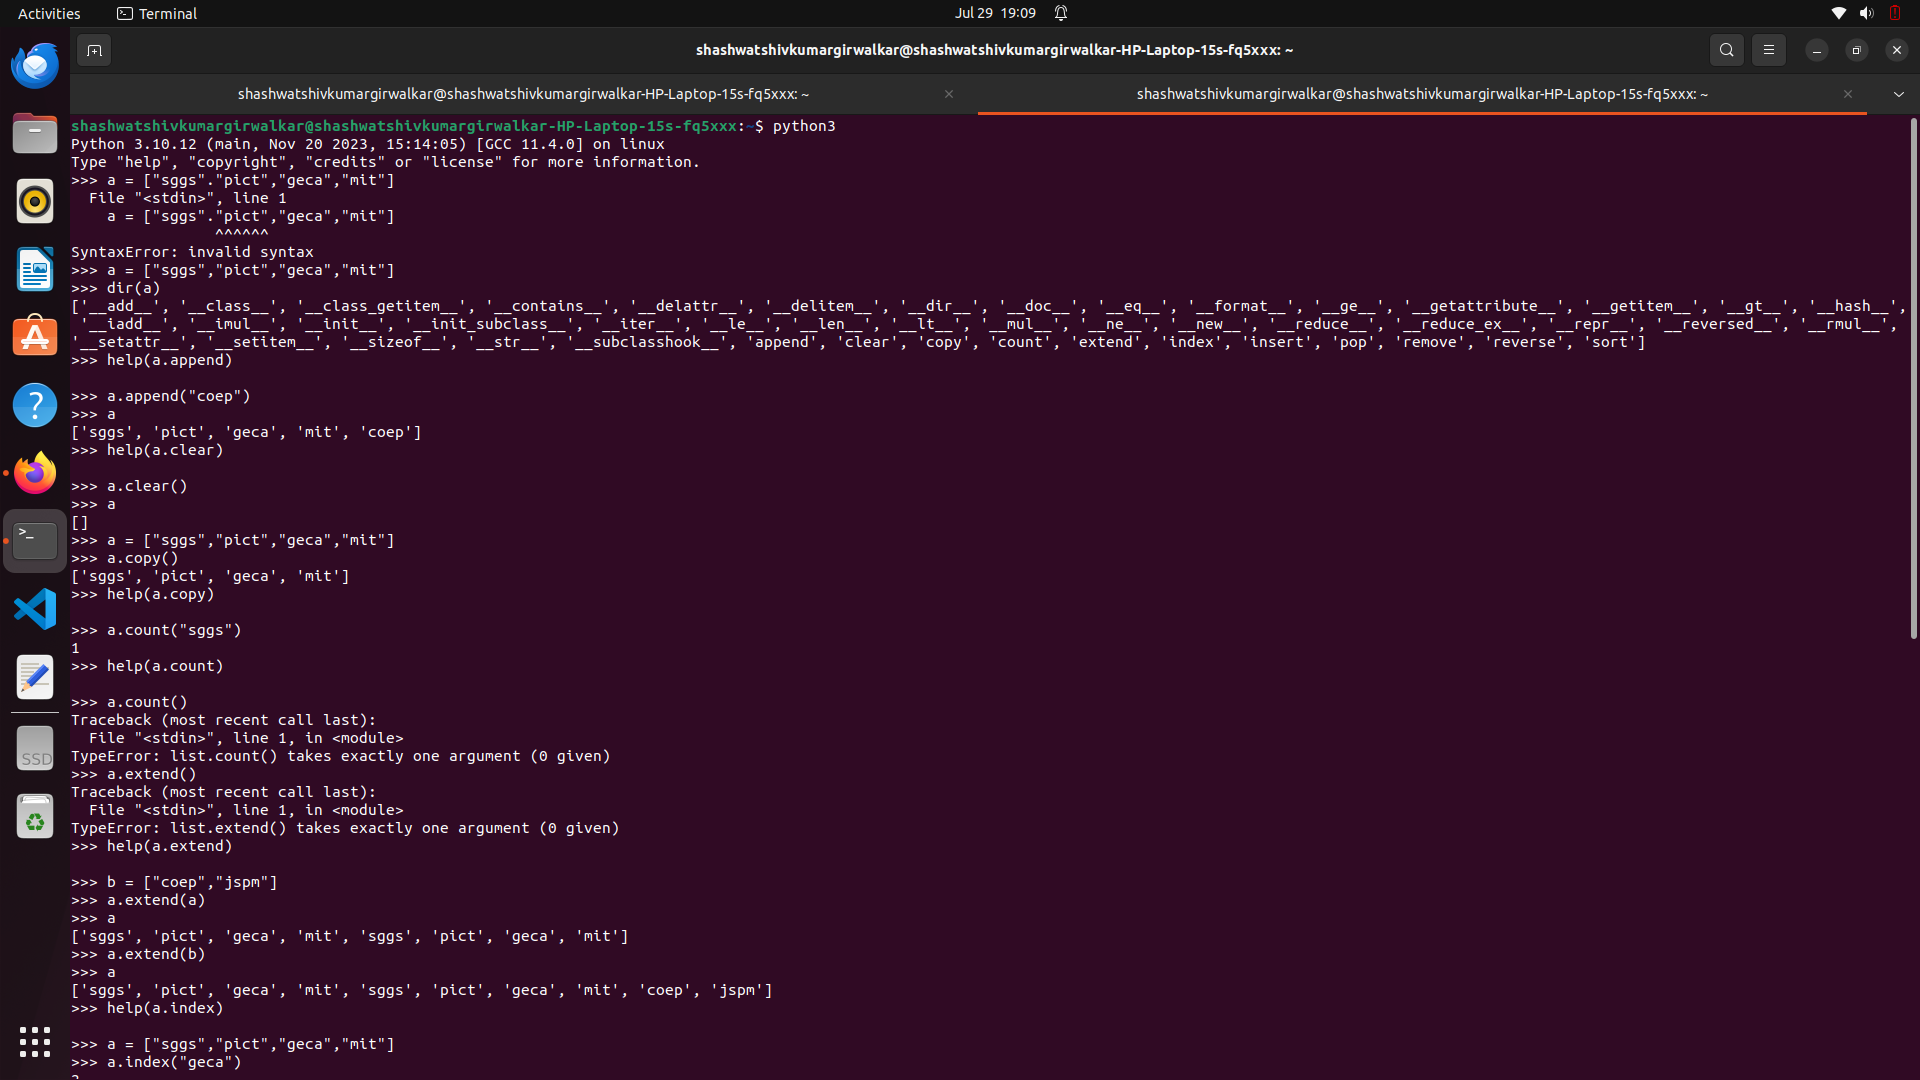 Activities
Terminal
Jul 29 19:09
shashwatshivkumargirwalkar@shashwatshivkumargirwalkar-HP-Laptop-15s-fq5xxx: ~
shashwatshivkumargirwalkar@shashwatshivkumargirwalkar-HP-Laptop-15s-fq5xxx: ~
shashwatshivkumargirwalkar@shashwatshivkumargirwalkar-HP-Laptop-15s-fq5xxx: ~
shashwatshivkumargirwalkar@shashwatshivkumargirwalkar-HP-Laptop-15s-fq5xxx:~$ python3
Python 3.10.12 (main, Nov 20 2023, 15:14:05) [GCC 11.4.0] on linux
Type "help", "copyright", "credits" or "license" for more information.
>>> a = ["sggs"."pict","geca","mit"]
  File "<stdin>", line 1
    a = ["sggs"."pict","geca","mit"]
                ^^^^^^
SyntaxError: invalid syntax
>>> a = ["sggs","pict","geca","mit"]
>>> dir(a)
['__add__', '__class__', '__class_getitem__', '__contains__', '__delattr__', '__delitem__', '__dir__', '__doc__', '__eq__', '__format__', '__ge__', '__getattribute__', '__getitem__', '__gt__', '__hash__',
 '__iadd__', '__imul__', '__init__', '__init_subclass__', '__iter__', '__le__', '__len__', '__lt__', '__mul__', '__ne__', '__new__', '__reduce__', '__reduce_ex__', '__repr__', '__reversed__', '__rmul__',
'__setattr__', '__setitem__', '__sizeof__', '__str__', '__subclasshook__', 'append', 'clear', 'copy', 'count', 'extend', 'index', 'insert', 'pop', 'remove', 'reverse', 'sort']
>>> help(a.append)
>>> a.append("coep")
>>> a
['sggs', 'pict', 'geca', 'mit', 'coep']
>>> help(a.clear)
>>> a.clear()
>>> a
[]
>>> a = ["sggs","pict","geca","mit"]
>>> a.copy()
['sggs', 'pict', 'geca', 'mit']
>>> help(a.copy)
>>> a.count("sggs")
1
>>> help(a.count)
>>> a.count()
Traceback (most recent call last):
  File "<stdin>", line 1, in <module>
TypeError: list.count() takes exactly one argument (0 given)
>>> a.extend()
Traceback (most recent call last):
  File "<stdin>", line 1, in <module>
TypeError: list.extend() takes exactly one argument (0 given)
>>> help(a.extend)
>>> b = ["coep","jspm"]
>>> a.extend(a)
>>> a
['sggs', 'pict', 'geca', 'mit', 'sggs', 'pict', 'geca', 'mit']
>>> a.extend(b)
>>> a
['sggs', 'pict', 'geca', 'mit', 'sggs', 'pict', 'geca', 'mit', 'coep', 'jspm']
>>> help(a.index)
>>> a = ["sggs","pict","geca","mit"]
>>> a.index("geca")
SSD